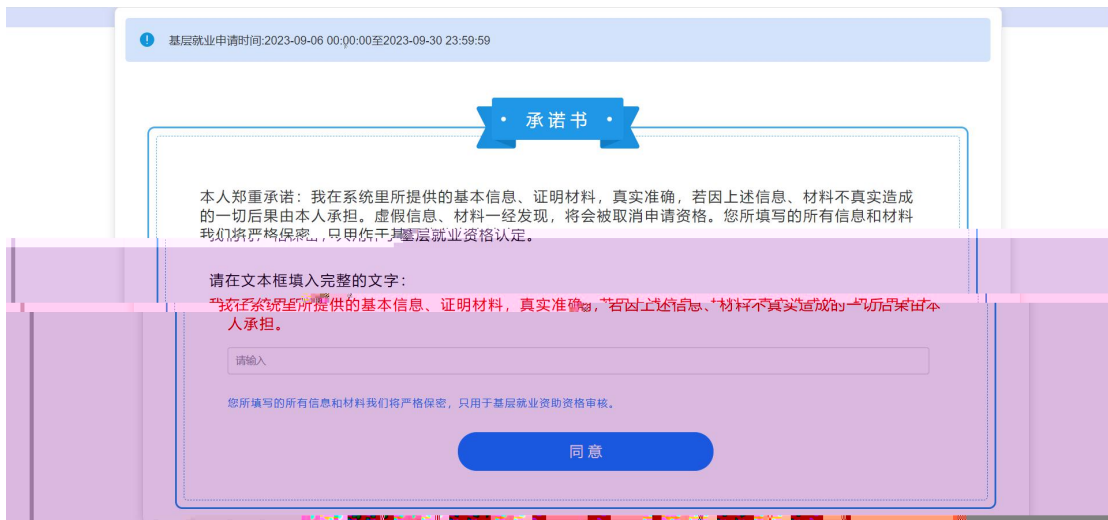 基层就业申请时间:2023-09-06 00:00:00至2023-09-30 23:59:59
· 承诺书 ·
本人郑重承诺：我在系统里所提供的基本信息、证明材料，真实准确，若因上述信息、材料不真实造成
的一切后果由本人承担。虚假信息、材料一经发现，将会被取消申请资格。您所填写的所有信息和材料
我们将严格保密，只用作于基层就业资格认定。
请在文本框填入完整的文字：
我在系统里所提供的基本信息、证明材料，真实准确，若因上述信息、材料不真实造成的一切后果由本
人承担。
请输入
您所填写的所有信息和材料我们将严格保密，只用于基层就业资助资格审核。
同意